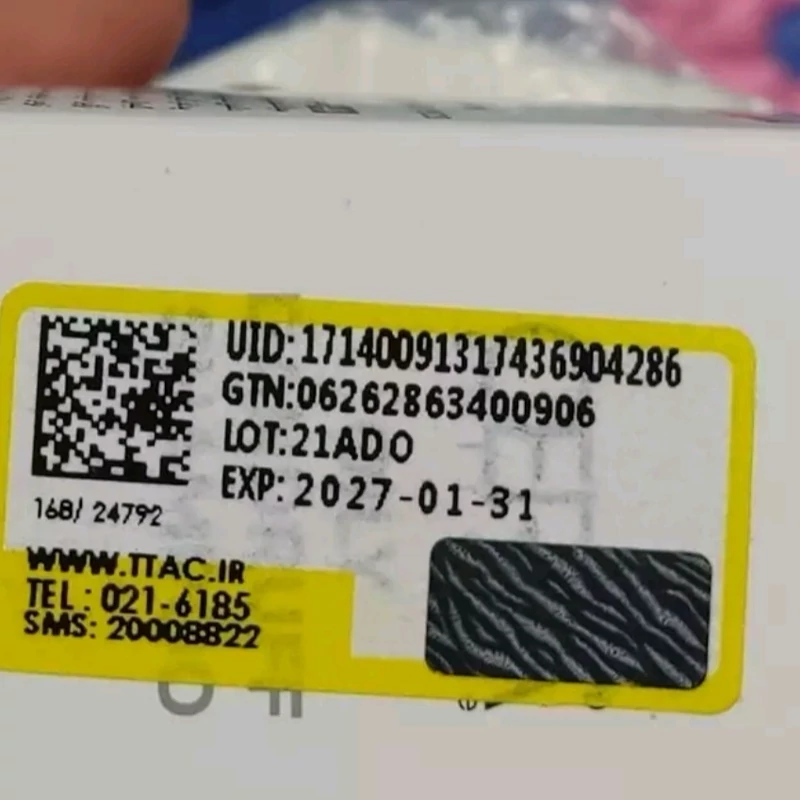 UID:17140091317436904286
GTN:06262863400906
LOT:21ADO
EXP: 2027-01-31
168/ 24792
WWW.TTAC.IR
TEL : 021-6185
SMS: 20008822